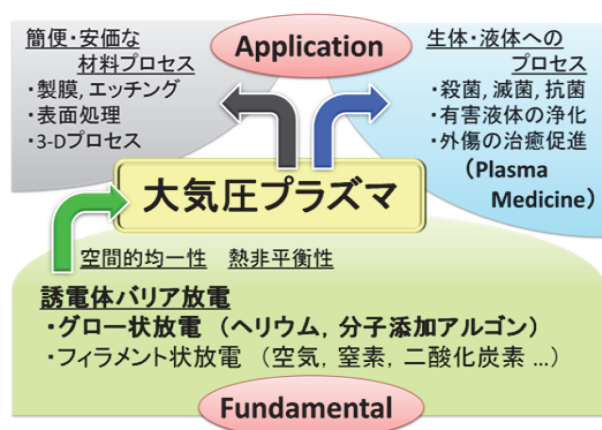 簡便・安価な
材料プロセス
・製膜, エッチング
・表面処理
・3-Dプロセス
Application
生体・液体への
プロセス
・殺菌, 滅菌, 抗菌
・有害液体の浄化
・外傷の治癒促進
（Plasma
Medicine）
大気圧プラズマ
空間的均一性　熱非平衡性
誘電体バリア放電
・グロー状放電 （ヘリウム, 分子添加アルゴン）
・フィラメント状放電 （空気, 窒素, 二酸化炭素 …）
Fundamental